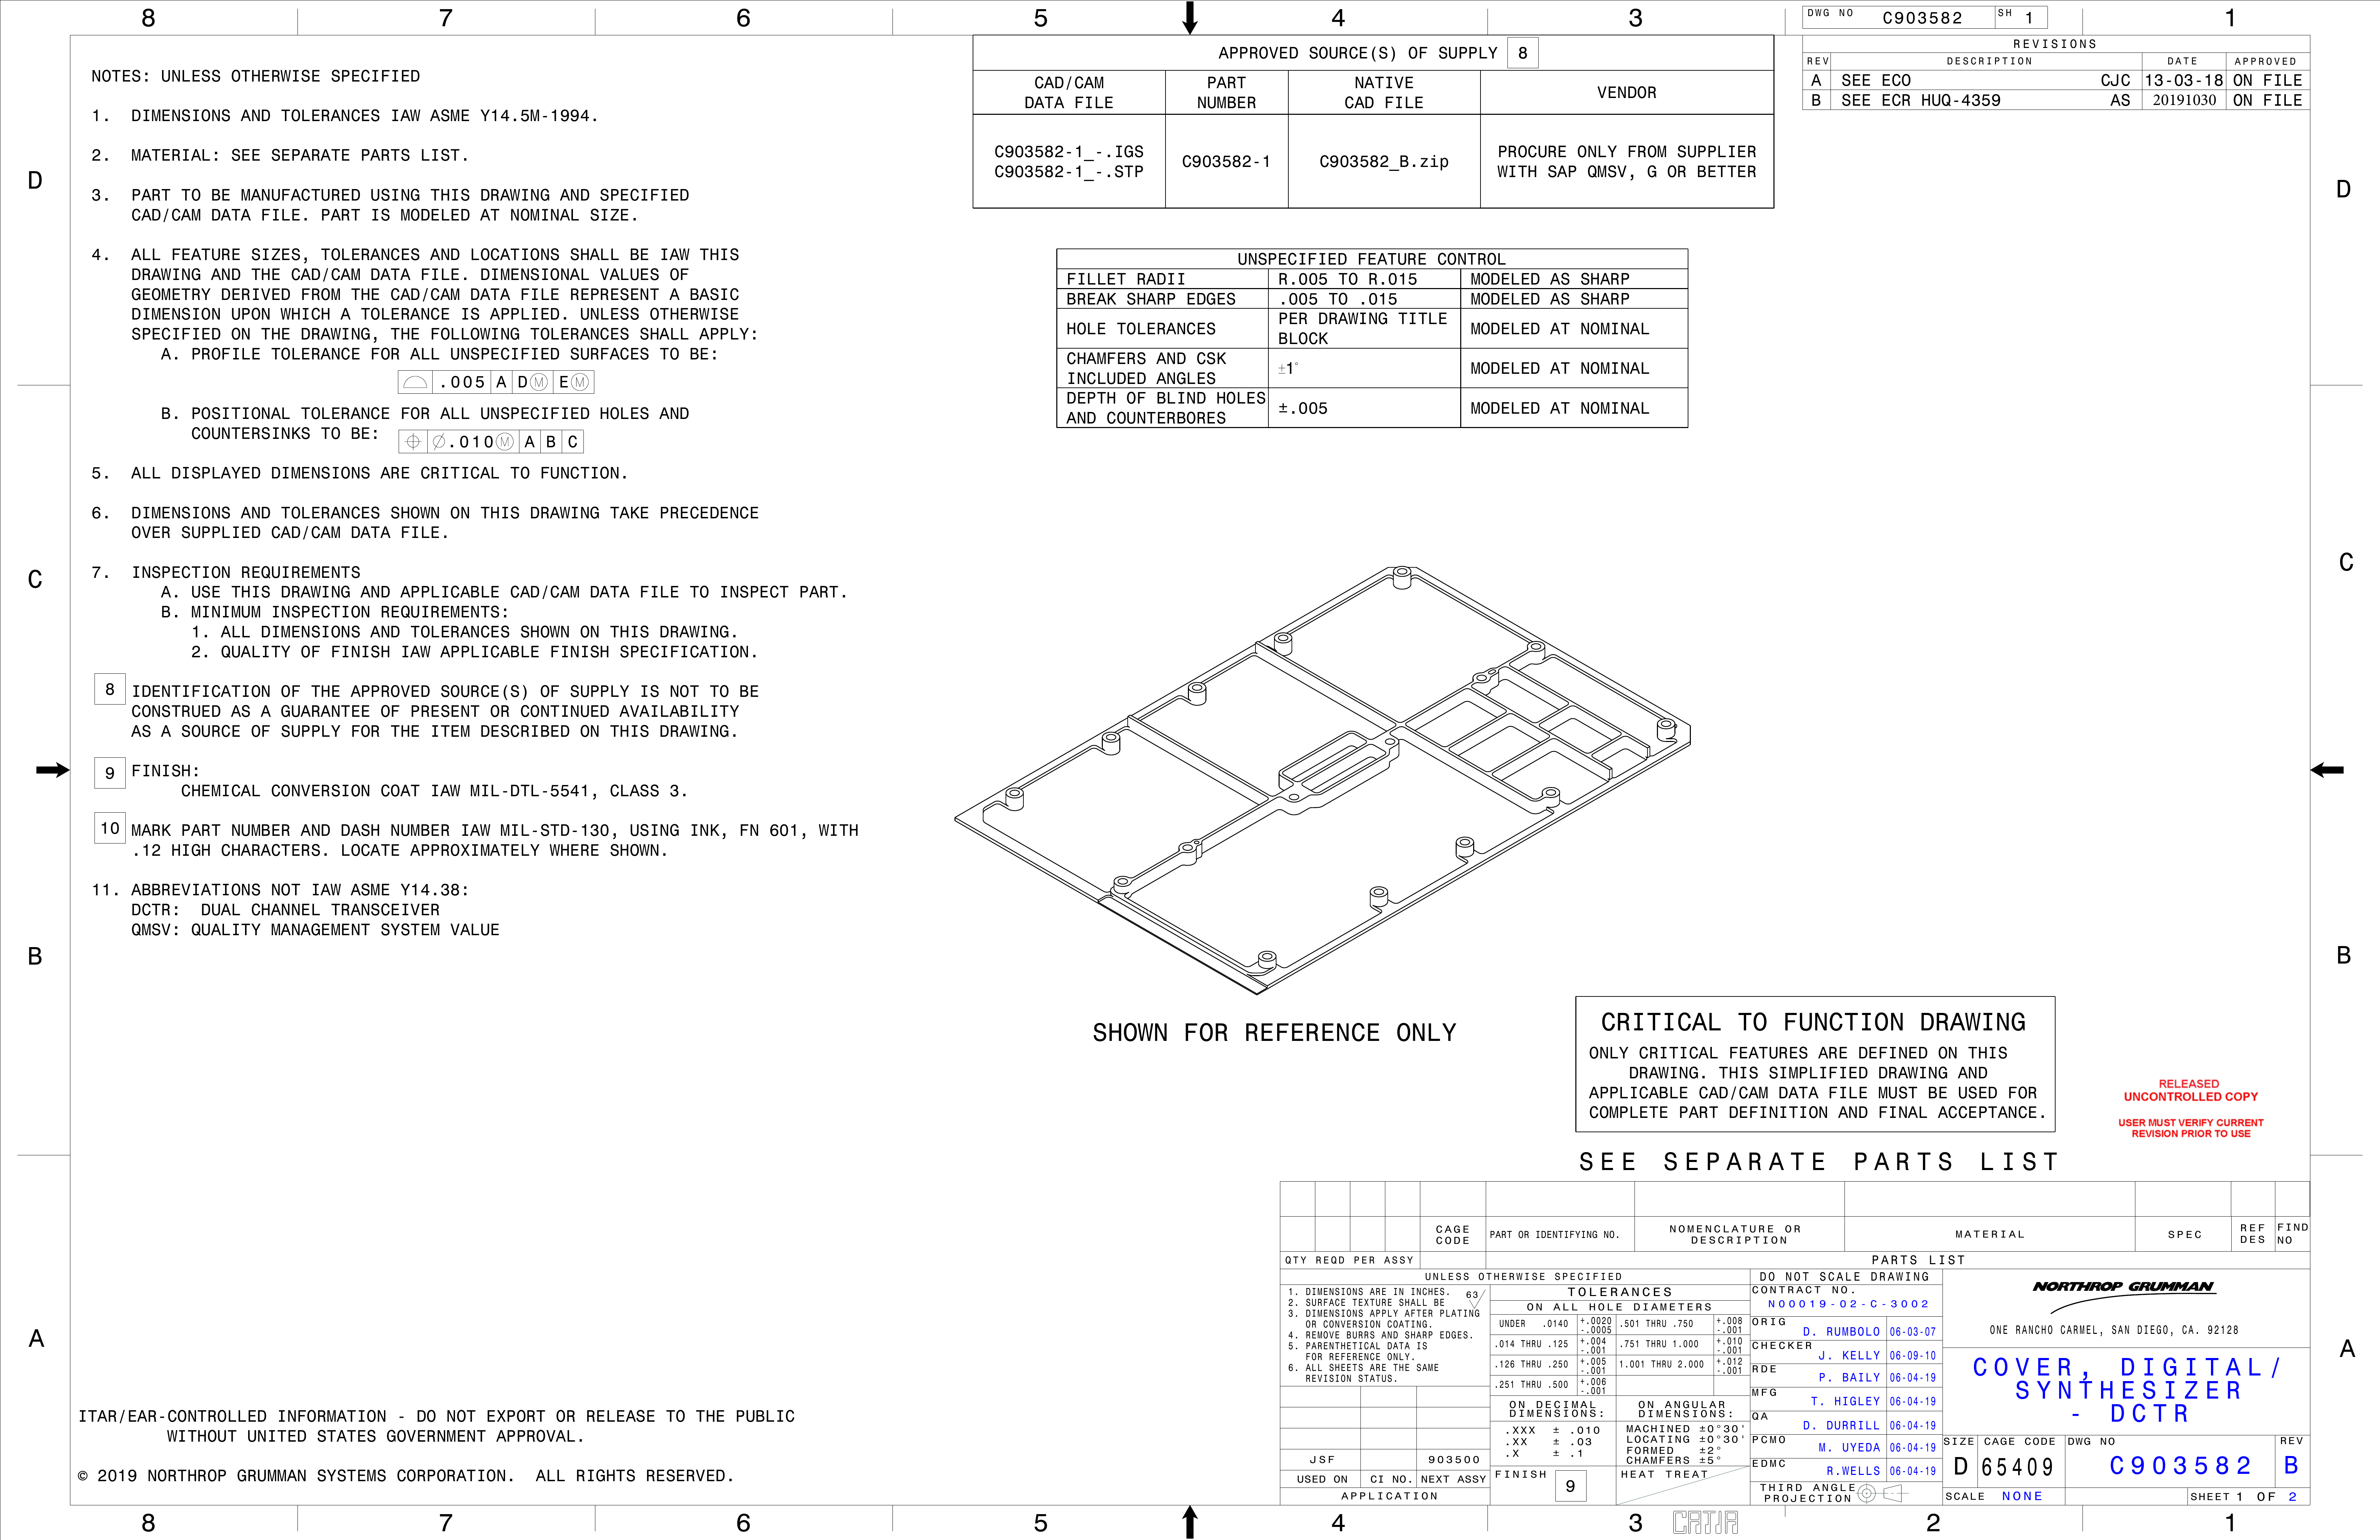 8 7 6 5 4 3 1
DWG NO C903582 SH 1
NOTES: UNLESS OTHERWISE SPECIFIED
1. DIMENSIONS AND TOLERANCES IAW ASME Y14.5M-1994.
2. MATERIAL: SEE SEPARATE PARTS LIST.
3. PART TO BE MANUFACTURED USING THIS DRAWING AND SPECIFIED
CAD/CAM DATA FILE. PART IS MODELED AT NOMINAL SIZE.
4. ALL FEATURE SIZES, TOLERANCES AND LOCATIONS SHALL BE IAW THIS
DRAWING AND THE CAD/CAM DATA FILE. DIMENSIONAL VALUES OF
GEOMETRY DERIVED FROM THE CAD/CAM DATA FILE REPRESENT A BASIC
DIMENSION UPON WHICH A TOLERANCE IS APPLIED. UNLESS OTHERWISE
SPECIFIED ON THE DRAWING, THE FOLLOWING TOLERANCES SHALL APPLY:
A. PROFILE TOLERANCE FOR ALL UNSPECIFIED SURFACES TO BE:
⌓ .005 A DⓂ EⓂ
B. POSITIONAL TOLERANCE FOR ALL UNSPECIFIED HOLES AND
COUNTERSINKS TO BE: ⌖ ⌀.010Ⓜ A B C
5. ALL DISPLAYED DIMENSIONS ARE CRITICAL TO FUNCTION.
6. DIMENSIONS AND TOLERANCES SHOWN ON THIS DRAWING TAKE PRECEDENCE
OVER SUPPLIED CAD/CAM DATA FILE.
7. INSPECTION REQUIREMENTS
A. USE THIS DRAWING AND APPLICABLE CAD/CAM DATA FILE TO INSPECT PART.
B. MINIMUM INSPECTION REQUIREMENTS:
1. ALL DIMENSIONS AND TOLERANCES SHOWN ON THIS DRAWING.
2. QUALITY OF FINISH IAW APPLICABLE FINISH SPECIFICATION.
8 IDENTIFICATION OF THE APPROVED SOURCE(S) OF SUPPLY IS NOT TO BE
CONSTRUED AS A GUARANTEE OF PRESENT OR CONTINUED AVAILABILITY
AS A SOURCE OF SUPPLY FOR THE ITEM DESCRIBED ON THIS DRAWING.
9 FINISH:
CHEMICAL CONVERSION COAT IAW MIL-DTL-5541, CLASS 3.
10 MARK PART NUMBER AND DASH NUMBER IAW MIL-STD-130, USING INK, FN 601, WITH
.12 HIGH CHARACTERS. LOCATE APPROXIMATELY WHERE SHOWN.
11. ABBREVIATIONS NOT IAW ASME Y14.38:
DCTR: DUAL CHANNEL TRANSCEIVER
QMSV: QUALITY MANAGEMENT SYSTEM VALUE
APPROVED SOURCE(S) OF SUPPLY 8
CAD/CAM DATA FILE PART NUMBER NATIVE CAD FILE VENDOR
C903582-1_-.IGS
C903582-1_-.STP
C903582-1
C903582_B.zip
PROCURE ONLY FROM SUPPLIER
WITH SAP QMSV, G OR BETTER
REVISIONS
REV DESCRIPTION DATE APPROVED
A SEE ECO CJC 13-03-18 ON FILE
B SEE ECR HUQ-4359 AS 20191030 ON FILE
UNSPECIFIED FEATURE CONTROL
FILLET RADII R.005 TO R.015 MODELED AS SHARP
BREAK SHARP EDGES .005 TO .015 MODELED AS SHARP
HOLE TOLERANCES PER DRAWING TITLE BLOCK MODELED AT NOMINAL
CHAMFERS AND CSK INCLUDED ANGLES ±1° MODELED AT NOMINAL
DEPTH OF BLIND HOLES AND COUNTERBORES ±.005 MODELED AT NOMINAL
D D
C C
B B
A A
SHOWN FOR REFERENCE ONLY
CRITICAL TO FUNCTION DRAWING
ONLY CRITICAL FEATURES ARE DEFINED ON THIS
DRAWING. THIS SIMPLIFIED DRAWING AND
APPLICABLE CAD/CAM DATA FILE MUST BE USED FOR
COMPLETE PART DEFINITION AND FINAL ACCEPTANCE.
RELEASED
UNCONTROLLED COPY
USER MUST VERIFY CURRENT
REVISION PRIOR TO USE
SEE SEPARATE PARTS LIST
CAGE CODE PART OR IDENTIFYING NO. NOMENCLATURE OR DESCRIPTION MATERIAL SPEC REF DES FIND NO
QTY REQD PER ASSY PARTS LIST
UNLESS OTHERWISE SPECIFIED
1. DIMENSIONS ARE IN INCHES.
2. SURFACE TEXTURE SHALL BE 63
3. DIMENSIONS APPLY AFTER PLATING
OR CONVERSION COATING.
4. REMOVE BURRS AND SHARP EDGES.
5. PARENTHETICAL DATA IS
FOR REFERENCE ONLY.
6. ALL SHEETS ARE THE SAME
REVISION STATUS.
TOLERANCES
ON ALL HOLE DIAMETERS
UNDER .0140 +.0020 -.0005 .501 THRU .750 +.008 -.001
.014 THRU .125 +.004 -.001 .751 THRU 1.000 +.010 -.001
.126 THRU .250 +.005 -.001 1.001 THRU 2.000 +.012 -.001
.251 THRU .500 +.006 -.001
ON DECIMAL DIMENSIONS:
.XXX ± .010
.XX ± .03
.X ± .1
ON ANGULAR DIMENSIONS:
MACHINED ±0°30'
LOCATING ±0°30'
FORMED ±2°
CHAMFERS ±5°
FINISH 9 HEAT TREAT
JSF 903500
USED ON CI NO. NEXT ASSY
APPLICATION
DO NOT SCALE DRAWING
CONTRACT NO.
N00019-02-C-3002
ORIG D. RUMBOLO 06-03-07
CHECKER J. KELLY 06-09-10
RDE P. BAILY 06-04-19
MFG T. HIGLEY 06-04-19
QA D. DURRILL 06-04-19
PCMO M. UYEDA 06-04-19
EDMC R.WELLS 06-04-19
THIRD ANGLE PROJECTION
NORTHROP GRUMMAN
ONE RANCHO CARMEL, SAN DIEGO, CA. 92128
COVER, DIGITAL/
SYNTHESIZER
- DCTR
SIZE D CAGE CODE 65409 DWG NO C903582 REV B
SCALE NONE SHEET 1 OF 2
ITAR/EAR-CONTROLLED INFORMATION - DO NOT EXPORT OR RELEASE TO THE PUBLIC
WITHOUT UNITED STATES GOVERNMENT APPROVAL.
© 2019 NORTHROP GRUMMAN SYSTEMS CORPORATION. ALL RIGHTS RESERVED.
8 7 6 5 4 3 CATIA 2 1